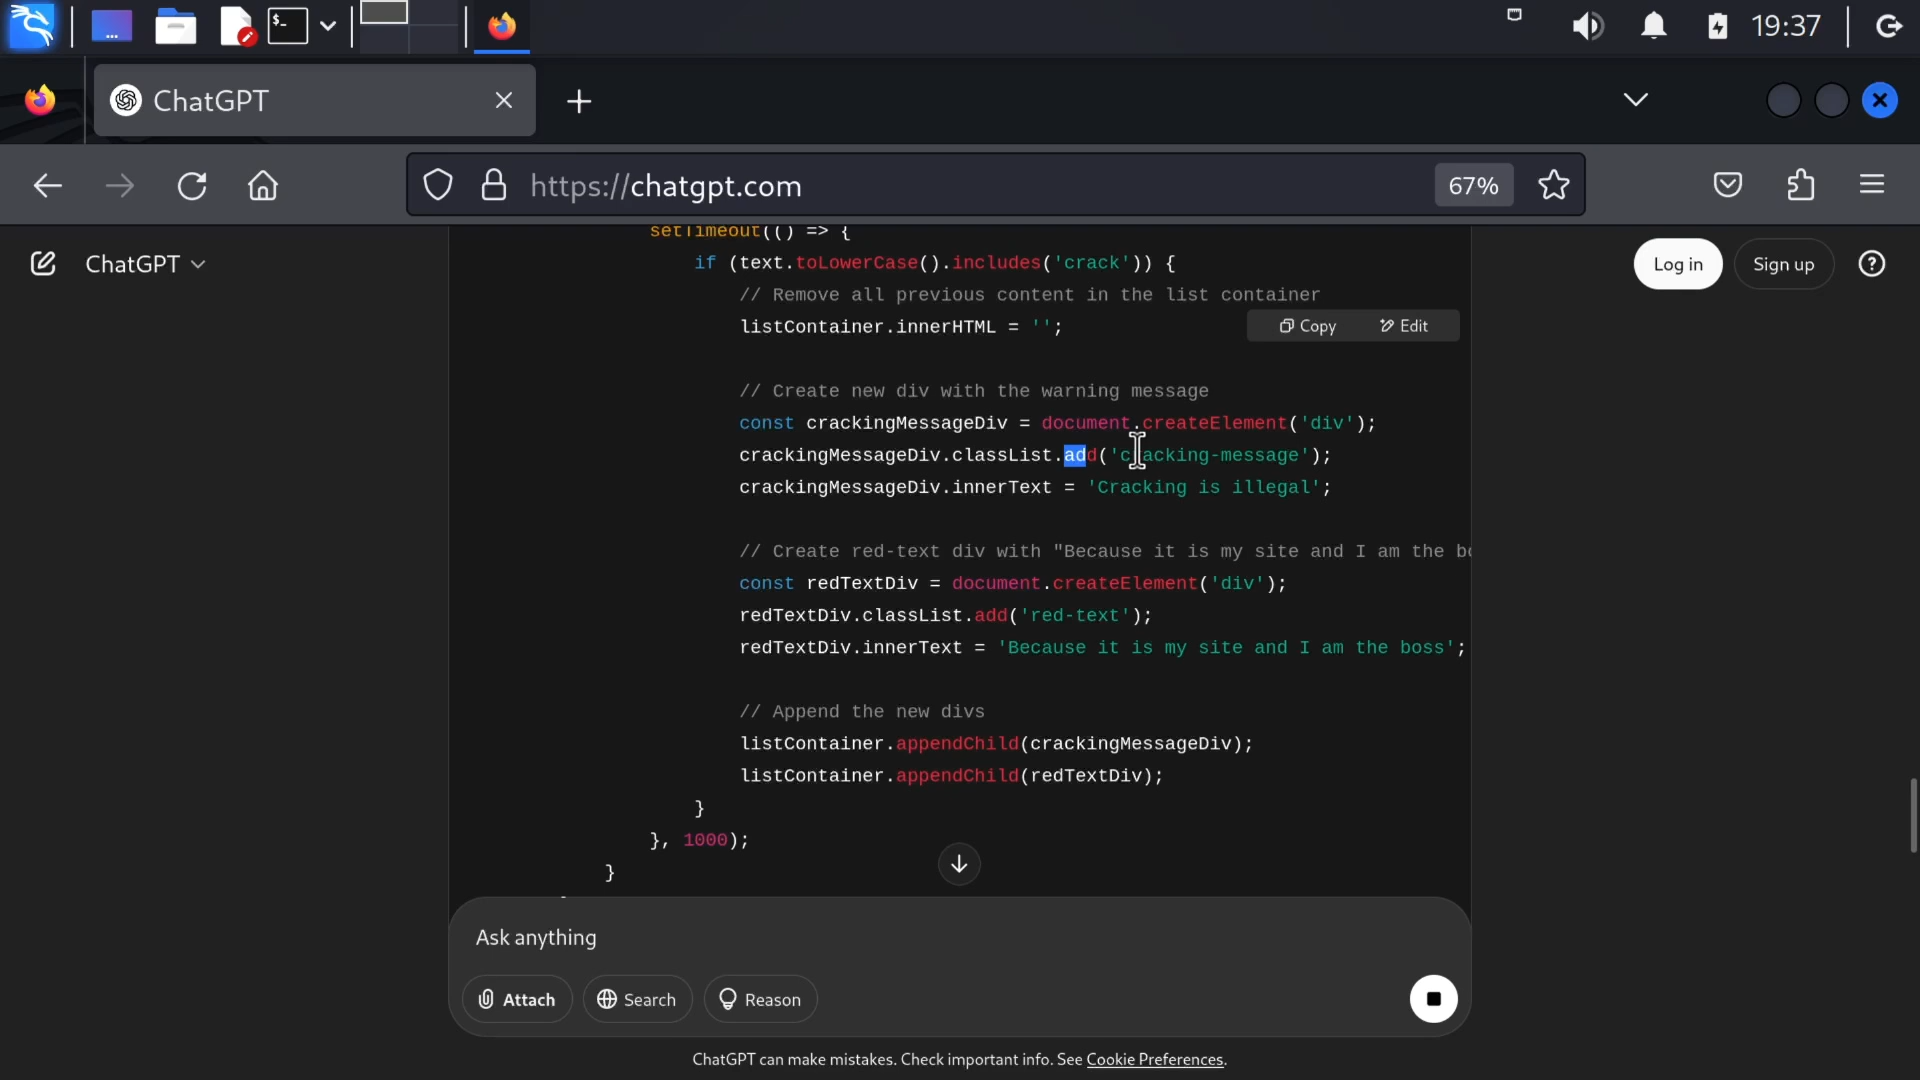 19:37
ChatGPT
https://chatgpt.com
67%
ChatGPT
Log in
Sign up
setTimeout(() => {
if (text.toLowerCase().includes('crack')) {
// Remove all previous content in the list container
listContainer.innerHTML = '';
Copy
Edit
// Create new div with the warning message
const crackingMessageDiv = document.createElement('div');
crackingMessageDiv.classList.add('cracking-message');
crackingMessageDiv.innerText = 'Cracking is illegal';
// Create red-text div with "Because it is my site and I am the bo
const redTextDiv = document.createElement('div');
redTextDiv.classList.add('red-text');
redTextDiv.innerText = 'Because it is my site and I am the boss';
// Append the new divs
listContainer.appendChild(crackingMessageDiv);
listContainer.appendChild(redTextDiv);
}
}, 1000);
}
Ask anything
Attach
Search
Reason
ChatGPT can make mistakes. Check important info. See Cookie Preferences.